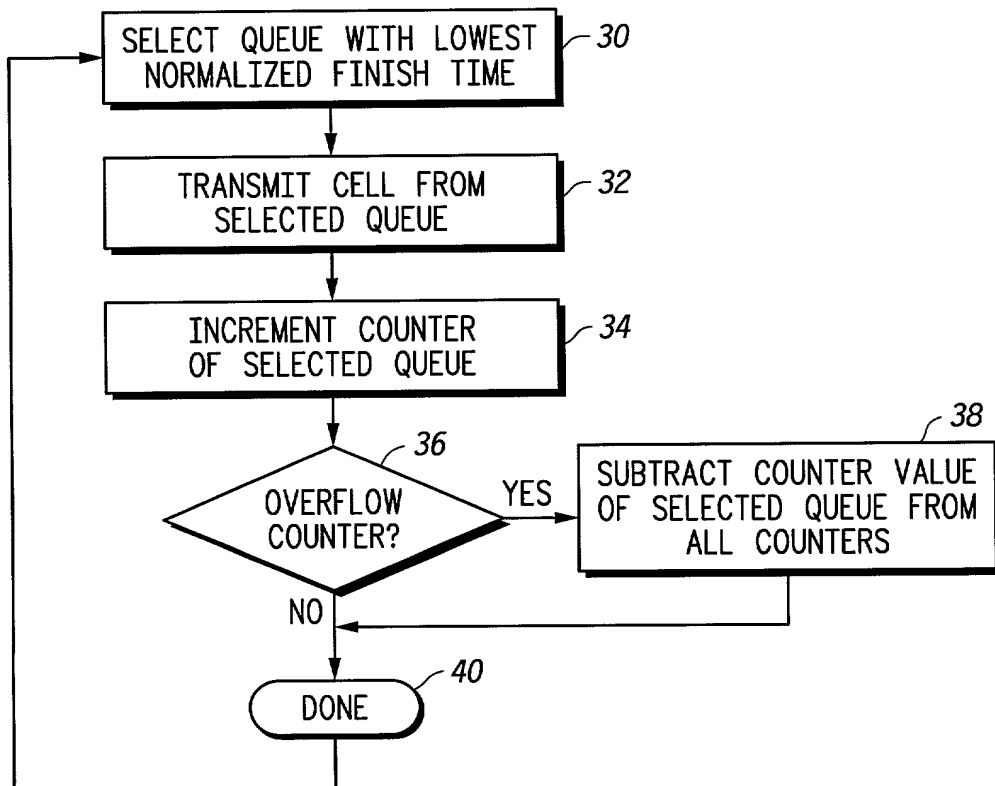 SELECT QUEUE WITH LOWEST
NORMALIZED FINISH TIME
30
TRANSMIT CELL FROM
SELECTED QUEUE
32
INCREMENT COUNTER
OF SELECTED QUEUE
34
36
OVERFLOW
COUNTER?
YES
38
SUBTRACT COUNTER VALUE
OF SELECTED QUEUE FROM
ALL COUNTERS
NO
40
DONE